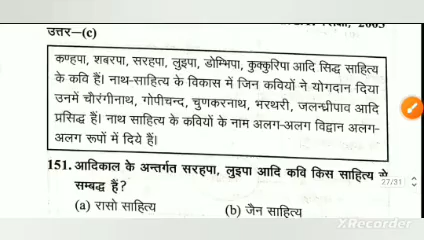 उत्तर–(c)
कण्हपा, शबरपा, सरहपा, लुइपा, डोम्भिपा, कुक्कुरिपा आदि सिद्ध साहित्य
के कवि हैं। नाथ-साहित्य के विकास में जिन कवियों ने योगदान दिया
उनमें चौरंगीनाथ, गोपीचन्द, चुणकरनाथ, भरथरी, जलन्ध्रीपाव आदि
प्रसिद्ध हैं। नाथ साहित्य के कवियों के नाम अलग-अलग विद्वान अलग-
अलग रूपों में दिये हैं।
151. आदिकाल के अन्तर्गत सरहपा, लुइपा आदि कवि किस साहित्य से
27/31
सम्बद्ध हैं?
(a) रासो साहित्य (b) जैन साहित्य
XRecorder